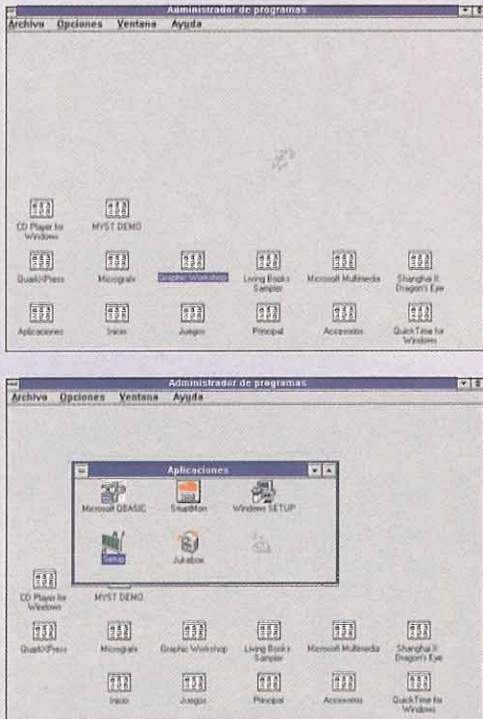 Administrador de programas
Archivo Opciones Ventana Ayuda
CD Player for Windows
MYST DEMO
QuarkXPress
Micrografx
Graphic Workshop
Living Books Sampler
Microsoft Multimedia
Shanghai II: Dragon's Eye
Aplicaciones
Inicio
Juegos
Principal
Accesorios
QuickTime for Windows
Administrador de programas
Archivo Opciones Ventana Ayuda
Aplicaciones
Microsoft QBASIC
SmartMon
Windows SETUP
Setup
Jukebox
CD Player for Windows
MYST DEMO
QuarkXPress
Micrografx
Graphic Workshop
Living Books Sampler
Microsoft Multimedia
Shanghai II: Dragon's Eye
Inicio
Juegos
Principal
Accesorios
QuickTime for Windows